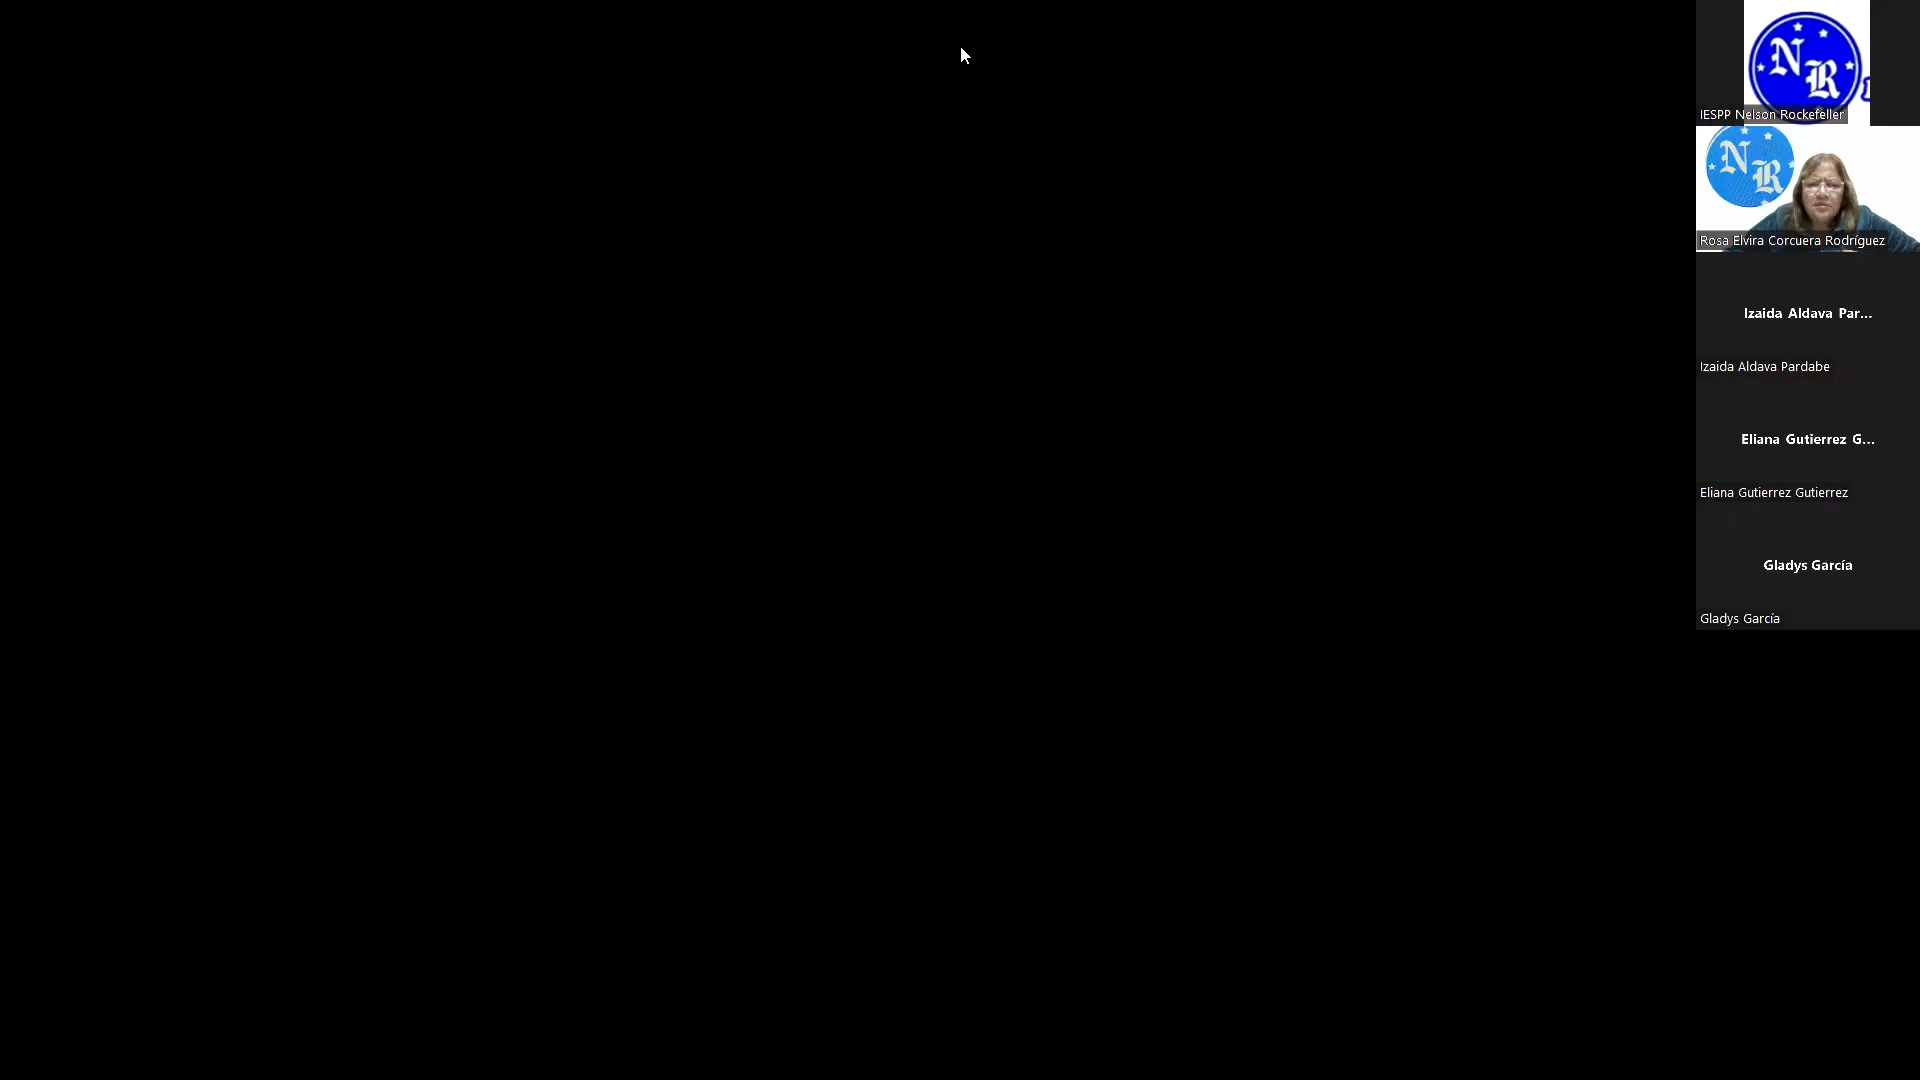 N
R
IESPP Nelson Rockefeller
N
R
Rosa Elvira Corcuera Rodríguez
Izaida Aldava Par...
Izaida Aldava Pardabe
Eliana Gutierrez G...
Eliana Gutierrez Gutierrez
Gladys García
Gladys García